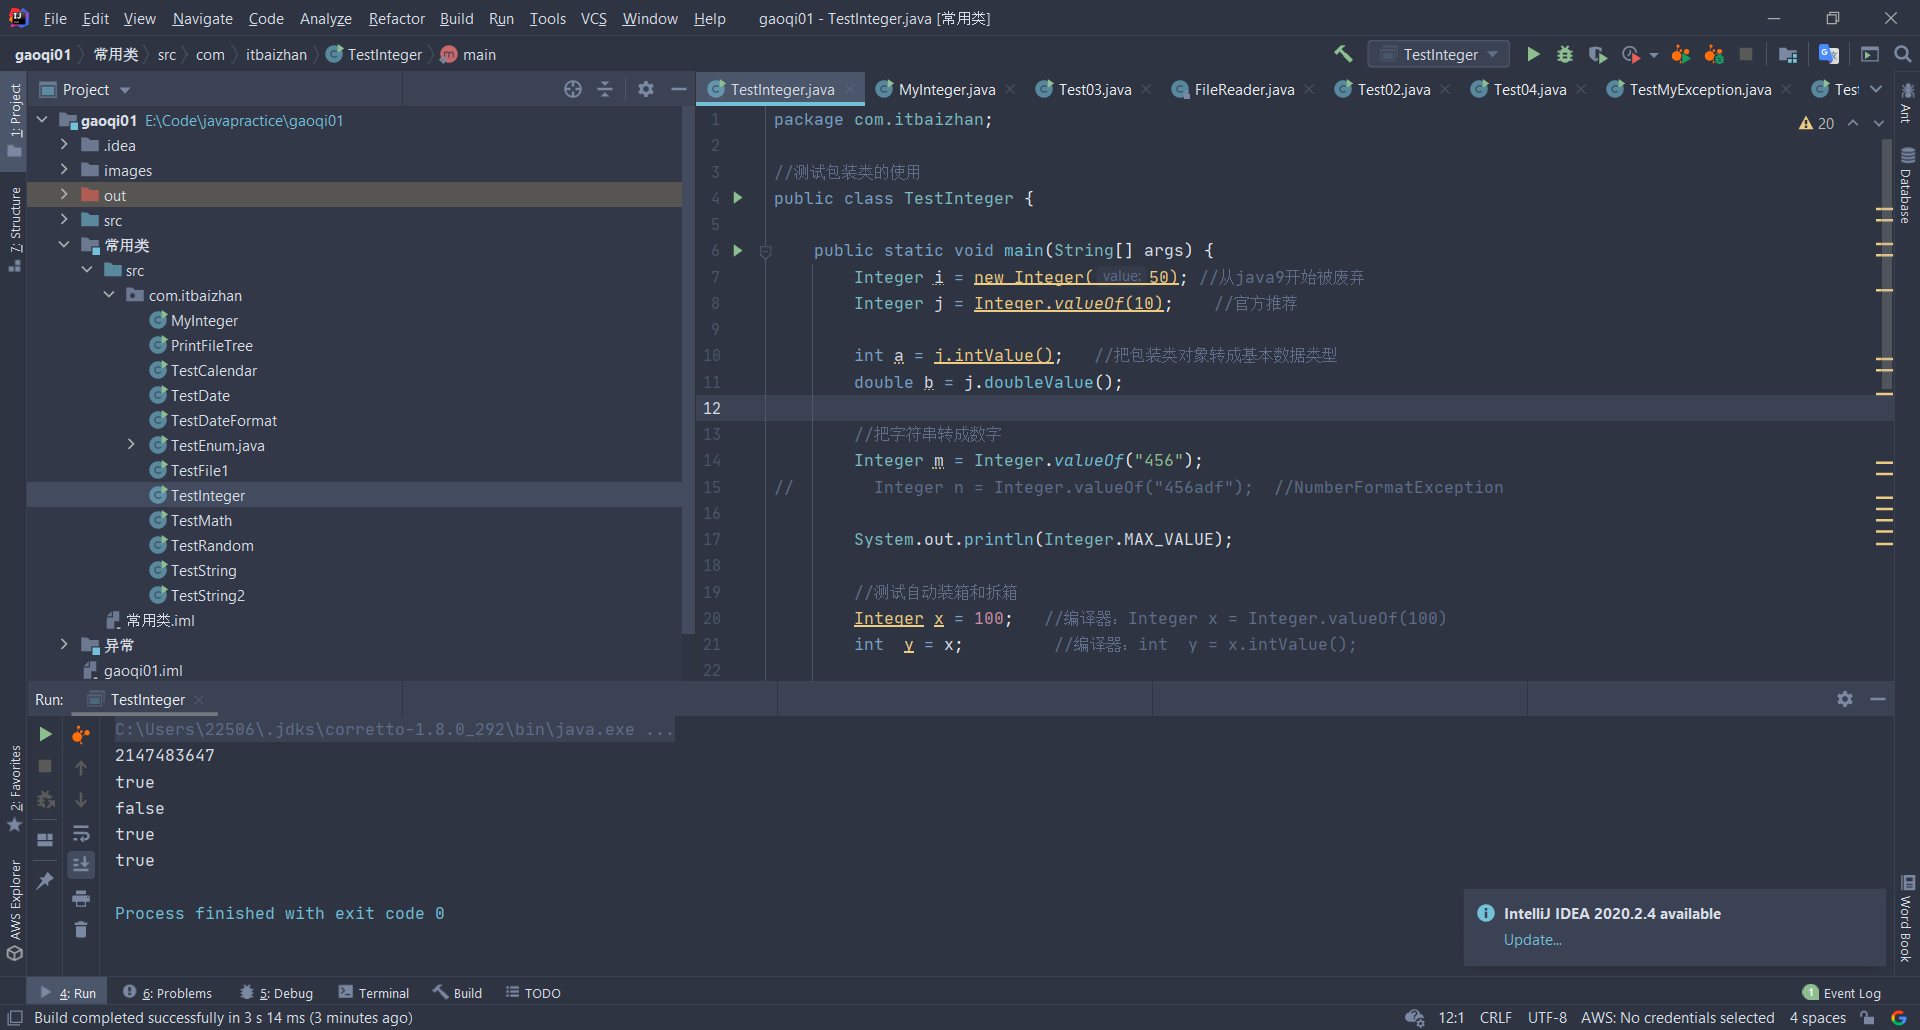 File Edit View Navigate Code Analyze Refactor Build Run Tools VCS Window Help gaoqi01 - TestInteger.java [常用类]
gaoqi01 常用类 src com itbaizhan TestInteger main TestInteger
Project TestInteger.java MyInteger.java Test03.java FileReader.java Test02.java Test04.java TestMyException.java Tes
1: Project
7: Structure
2: Favorites
AWS Explorer
gaoqi01 E:\Code\javapractice\gaoqi01
.idea
images
out
src
常用类
src
com.itbaizhan
MyInteger
PrintFileTree
TestCalendar
TestDate
TestDateFormat
TestEnum.java
TestFile1
TestInteger
TestMath
TestRandom
TestString
TestString2
常用类.iml
异常
gaoqi01.iml
20
1 package com.itbaizhan;
2
3 //测试包装类的使用
4 public class TestInteger {
5
6 public static void main(String[] args) {
7 Integer i = new Integer( value: 50); //从java9开始被废弃
8 Integer j = Integer.valueOf(10); //官方推荐
9
10 int a = j.intValue(); //把包装类对象转成基本数据类型
11 double b = j.doubleValue();
12
13 //把字符串转成数字
14 Integer m = Integer.valueOf("456");
15 // Integer n = Integer.valueOf("456adf"); //NumberFormatException
16
17 System.out.println(Integer.MAX_VALUE);
18
19 //测试自动装箱和拆箱
20 Integer x = 100; //编译器：Integer x = Integer.valueOf(100)
21 int y = x; //编译器：int y = x.intValue();
22
Ant
Database
Word Book
Run: TestInteger
C:\Users\22506\.jdks\corretto-1.8.0_292\bin\java.exe ...
2147483647
true
false
true
true
Process finished with exit code 0
IntelliJ IDEA 2020.2.4 available
Update...
4: Run 6: Problems 5: Debug Terminal Build TODO 1 Event Log
Build completed successfully in 3 s 14 ms (3 minutes ago) 12:1 CRLF UTF-8 AWS: No credentials selected 4 spaces